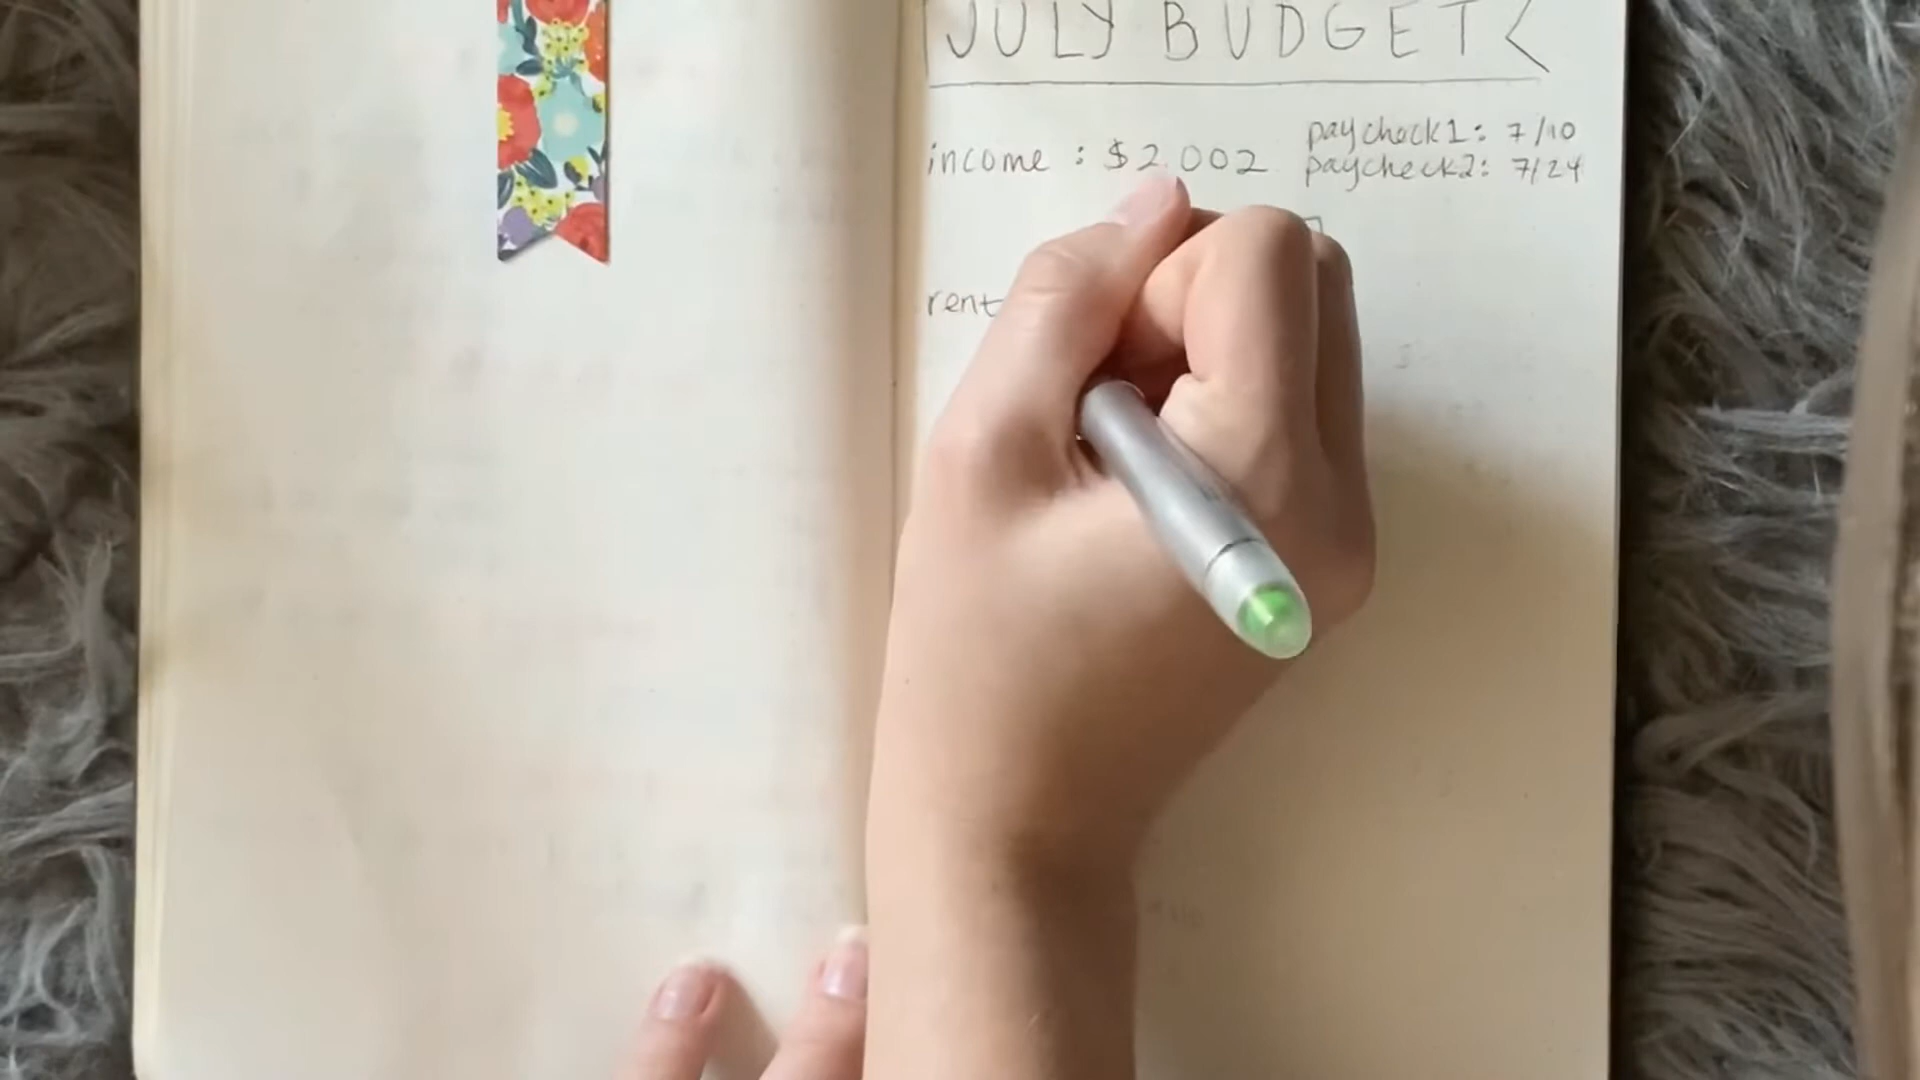 JULY BUDGET
income : $2,002
paycheck1: 7/10
paycheck2: 7/24
rent